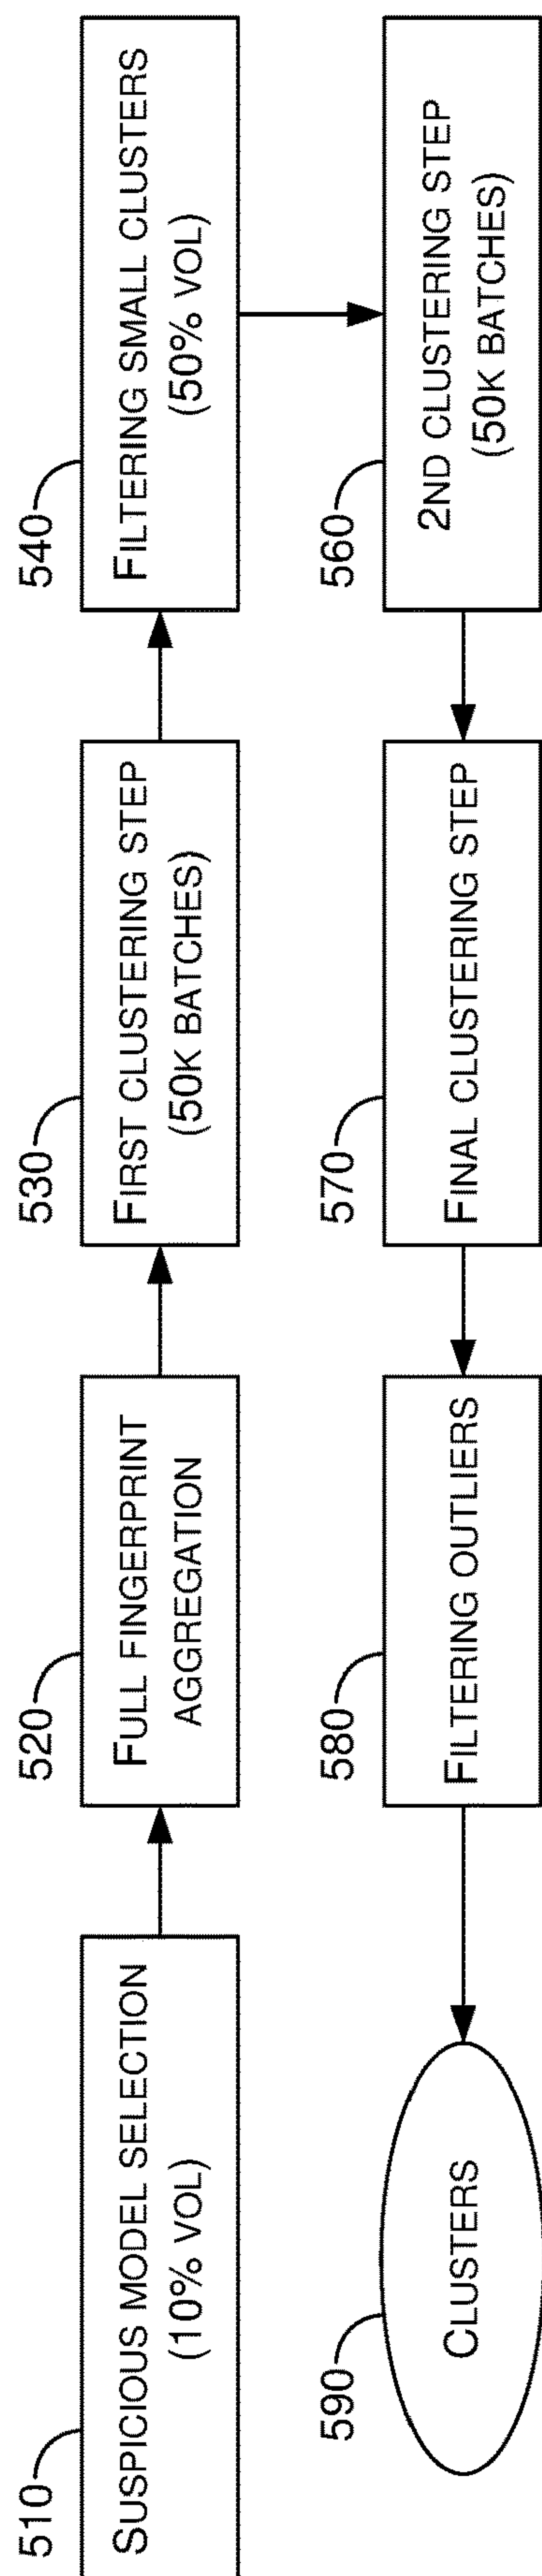 510
SUSPICIOUS MODEL SELECTION
(10% VOL)
520
FULL FINGERPRINT
AGGREGATION
530
FIRST CLUSTERING STEP
(50K BATCHES)
540
FILTERING SMALL CLUSTERS
(50% VOL)
560
2ND CLUSTERING STEP
(50K BATCHES)
570
FINAL CLUSTERING STEP
580
FILTERING OUTLIERS
590
CLUSTERS